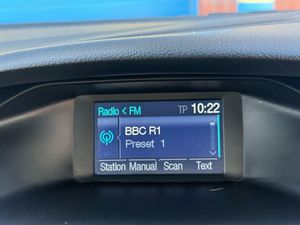 Radio < FM TP 10:22
BBC R1
Preset 1
Station Manual Scan Text